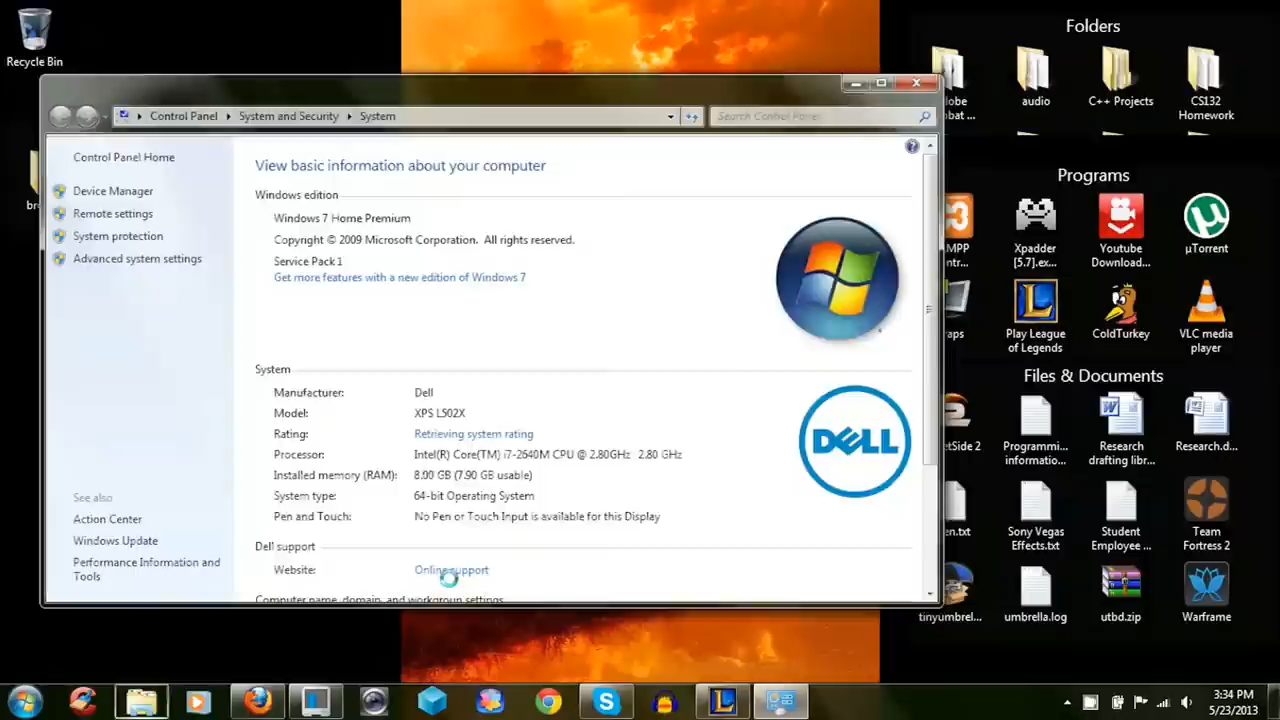 Recycle Bin
Control Panel
System and Security
System
Search Control Panel
Control Panel Home
Device Manager
Remote settings
System protection
Advanced system settings
See also
Action Center
Windows Update
Performance Information and
Tools
View basic information about your computer
Windows edition
Windows 7 Home Premium
Copyright © 2009 Microsoft Corporation. All rights reserved.
Service Pack 1
Get more features with a new edition of Windows 7
System
Manufacturer: Dell
Model: XPS L502X
Rating: Retrieving system rating
Processor: Intel(R) Core(TM) i7-2640M CPU @ 2.80GHz 2.80 GHz
Installed memory (RAM): 8.00 GB (7.90 GB usable)
System type: 64-bit Operating System
Pen and Touch: No Pen or Touch Input is available for this Display
DELL
Dell support
Website: Online support
Computer name, domain, and workgroup settings
Folders
audio
C++ Projects
CS132
Homework
Programs
Xpadder
[5.7].ex...
Youtube
Download...
µTorrent
Play League
of Legends
ColdTurkey
VLC media
player
Files & Documents
Programmi...
informatio...
Research
drafting libr...
Research.d...
Sony Vegas
Effects.txt
Student
Employee ...
Team
Fortress 2
tinyumbrel...
umbrella.log
utbd.zip
Warframe
3:34 PM
5/23/2013